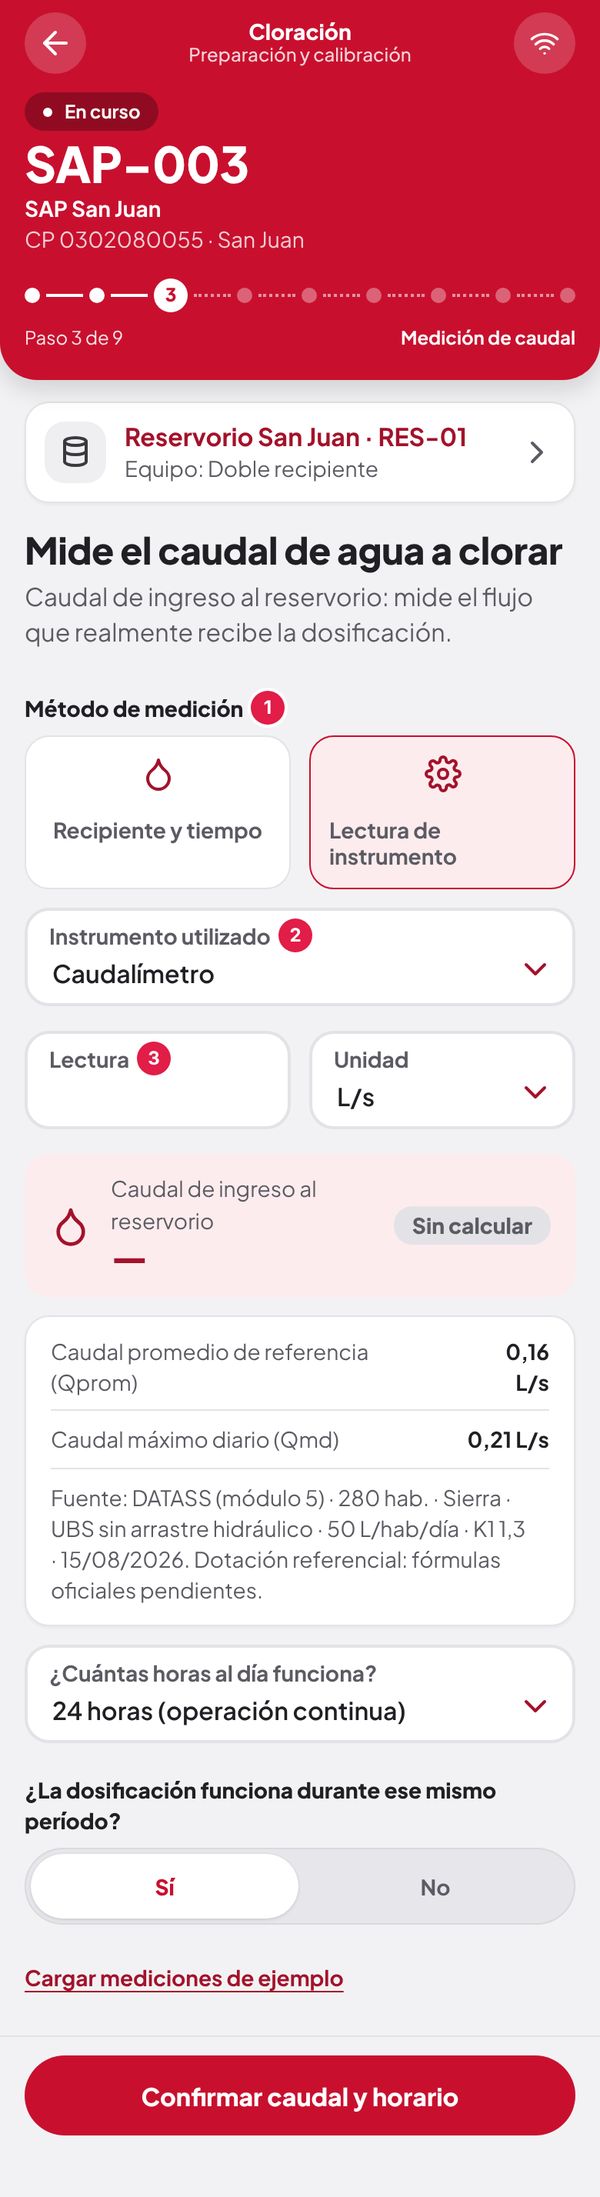 Cloración
Preparación y calibración
En curso
SAP-003
SAP San Juan
CP 0302080055 · San Juan
3
Paso 3 de 9
Medición de caudal
Reservorio San Juan · RES-01
Equipo: Doble recipiente
Mide el caudal de agua a clorar
Caudal de ingreso al reservorio: mide el flujo
que realmente recibe la dosificación.
Método de medición 1
Recipiente y tiempo
Lectura de
instrumento
Instrumento utilizado 2
Caudalímetro
Lectura 3
Unidad
L/s
Caudal de ingreso al
reservorio
—
Sin calcular
Caudal promedio de referencia
(Qprom)
0,16
L/s
Caudal máximo diario (Qmd)
0,21 L/s
Fuente: DATASS (módulo 5) · 280 hab. · Sierra ·
UBS sin arrastre hidráulico · 50 L/hab/día · K1 1,3
· 15/08/2026. Dotación referencial: fórmulas
oficiales pendientes.
¿Cuántas horas al día funciona?
24 horas (operación continua)
¿La dosificación funciona durante ese mismo
período?
Sí
No
Cargar mediciones de ejemplo
Confirmar caudal y horario